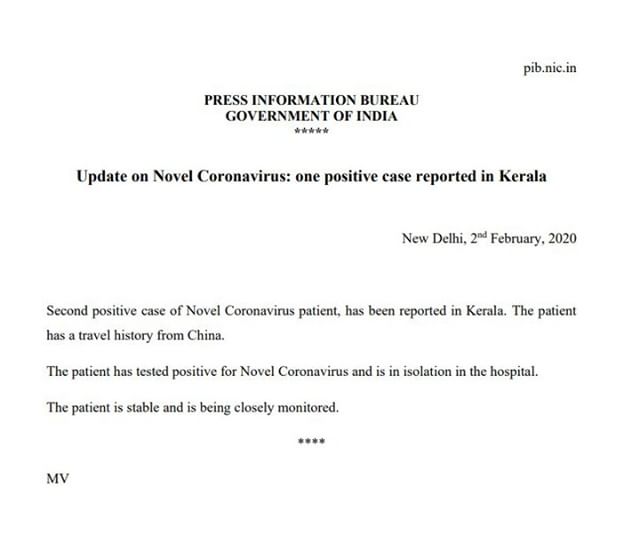 pib.nic.in
PRESS INFORMATION BUREAU
GOVERNMENT OF INDIA
*****
Update on Novel Coronavirus: one positive case reported in Kerala
New Delhi, 2nd February, 2020
Second positive case of Novel Coronavirus patient, has been reported in Kerala. The patient
has a travel history from China.
The patient has tested positive for Novel Coronavirus and is in isolation in the hospital.
The patient is stable and is being closely monitored.
****
MV